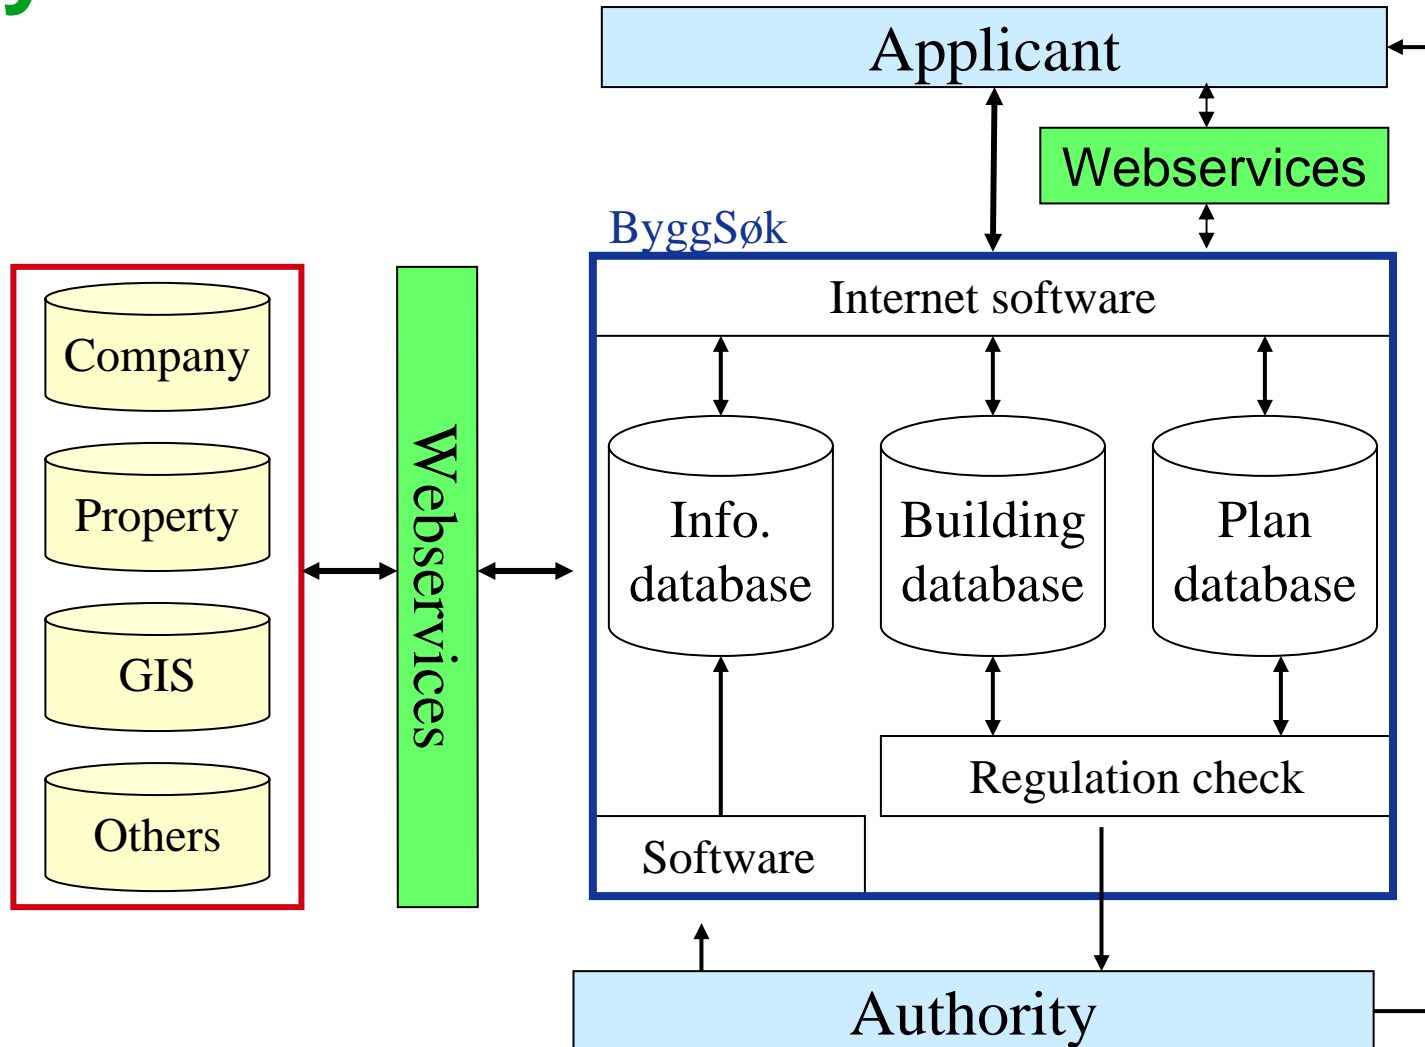 Applicant
Webservices
ByggSøk
Internet software
Company
Property
GIS
Others
Webservices
Info.
database
Building
database
Plan
database
Regulation check
Software
Authority